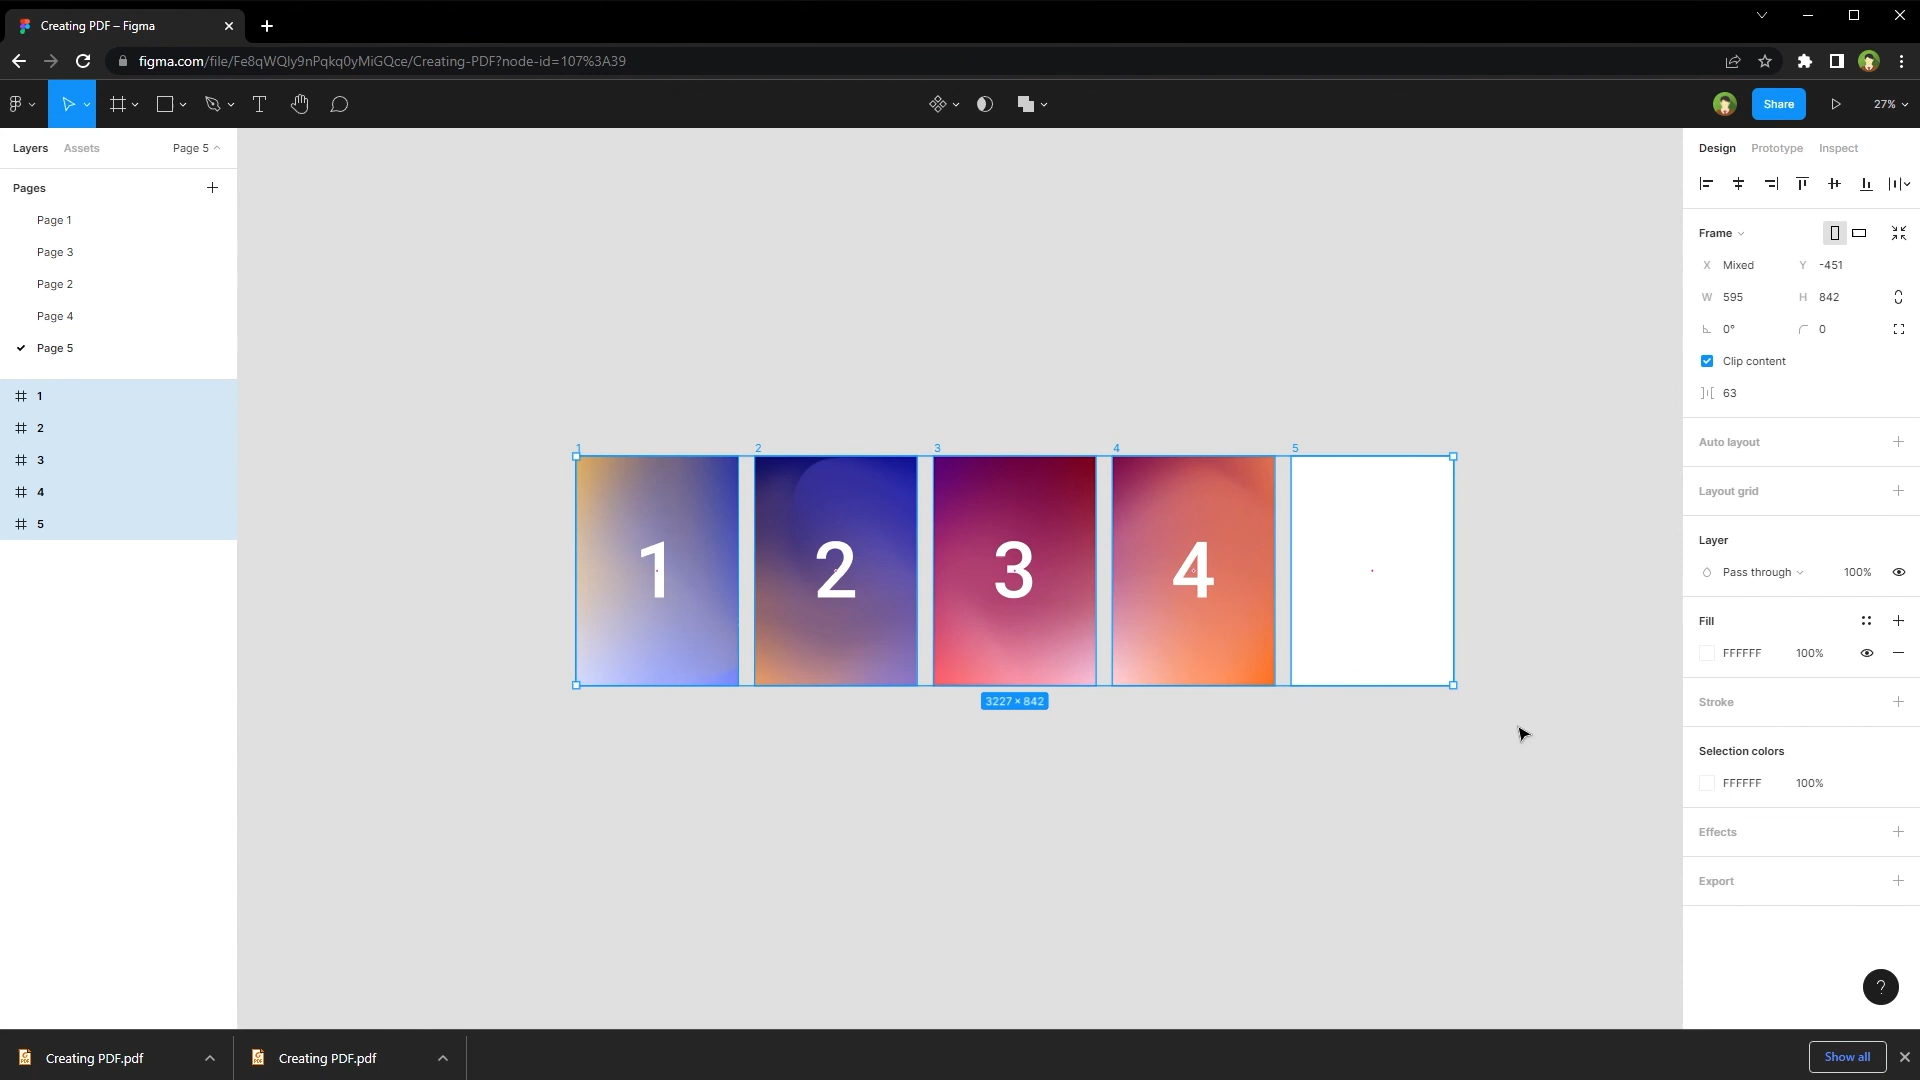 Creating PDF – Figma
figma.com/file/Fe8qWQly9nPqkq0yMiGQce/Creating-PDF?node-id=107%3A39
Share
27%
Layers Assets Page 5
Pages
Page 1
Page 3
Page 2
Page 4
Page 5
1
2
3
4
5
1 2 3 4 5
1 2 3 4
3227 × 842
Design Prototype Inspect
Frame
X Mixed Y -451
W 595 H 842
0° 0
Clip content
63
Auto layout
Layout grid
Layer
Pass through 100%
Fill
FFFFFF 100%
Stroke
Selection colors
FFFFFF 100%
Effects
Export
?
Creating PDF.pdf Creating PDF.pdf Show all